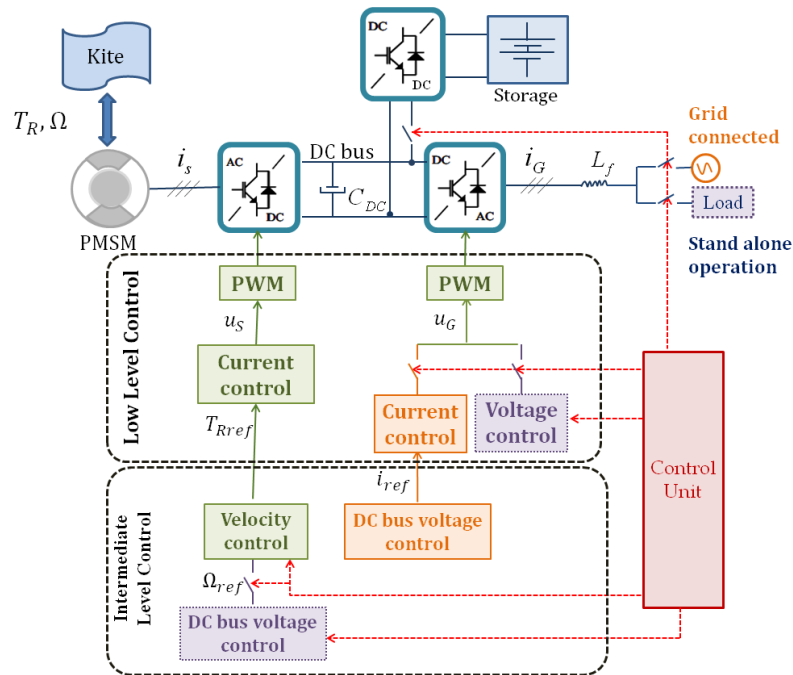 Kite
T_R, Ω
PMSM
i_s
AC
DC
DC bus
C_DC
DC
DC
Storage
DC
AC
i_G
L_f
Grid
connected
Load
Stand alone
operation
Low Level Control
PWM
PWM
u_S
u_G
Current
control
Current
control
Voltage
control
T_Rref
i_ref
Control
Unit
Intermediate
Level Control
Velocity
control
DC bus voltage
control
Ω_ref
DC bus voltage
control